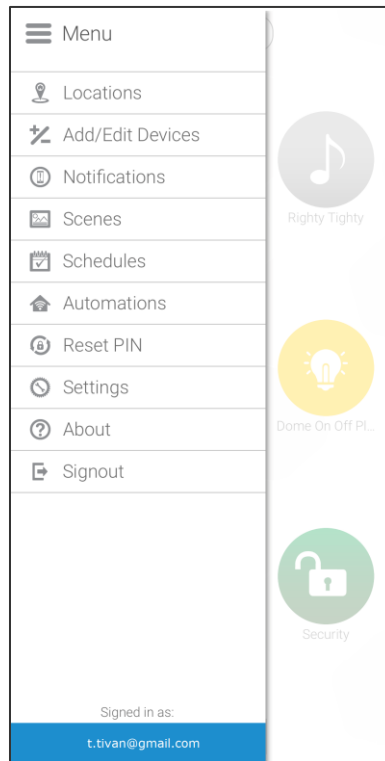 Menu
Locations
Add/Edit Devices
Notifications
Scenes
Schedules
Automations
Reset PIN
Settings
About
Signout
Signed in as:
t.tivan@gmail.com
Righty Tighty
Dome On Off Pl...
Security